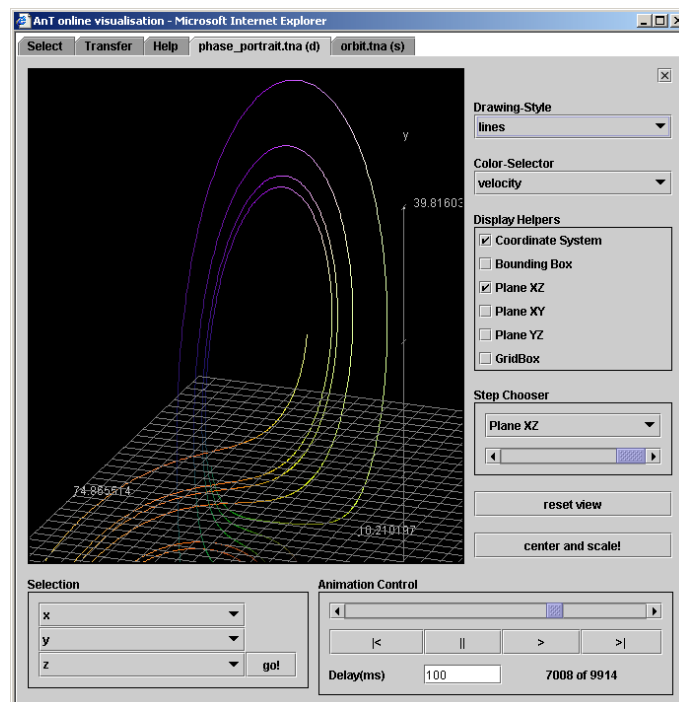 AnT online visualisation - Microsoft Internet Explorer
Select Transfer Help phase_portrait.tna (d) orbit.tna (s)
y
39.81603
74.865514
10.210197
Drawing-Style
lines
Color-Selector
velocity
Display Helpers
Coordinate System
Bounding Box
Plane XZ
Plane XY
Plane YZ
GridBox
Step Chooser
Plane XZ
reset view
center and scale!
Selection
x
y
z
go!
Animation Control
|< || > >|
Delay(ms) 100 7008 of 9914